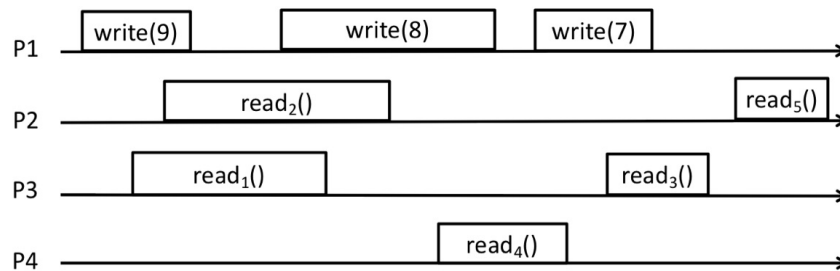 P1 write(9) write(8) write(7)
P2 read₂() read₅()
P3 read₁() read₃()
P4 read₄()